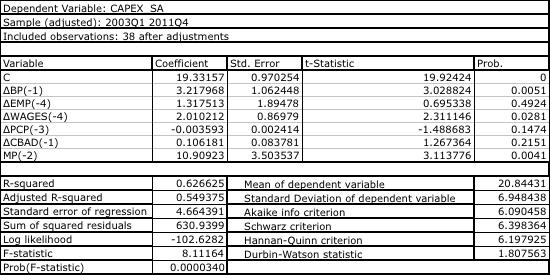 Dependent Variable: CAPEX_SA
Sample (adjusted): 2003Q1 2011Q4
Included observations: 38 after adjustments
Variable Coefficient Std. Error t-Statistic Prob.
C 19.33157 0.970254 19.92424 0
ΔBP(-1) 3.217968 1.062448 3.028824 0.0051
ΔEMP(-4) 1.317513 1.89478 0.695338 0.4924
ΔWAGES(-4) 2.010212 0.86979 2.311146 0.0281
ΔPCP(-3) -0.003593 0.002414 -1.488683 0.1474
ΔCBAD(-1) 0.106181 0.083781 1.267364 0.2151
MP(-2) 10.90923 3.503537 3.113776 0.0041
R-squared 0.626625 Mean of dependent variable 20.84431
Adjusted R-squared 0.549375 Standard Deviation of dependent variable 6.948438
Standard error of regression 4.664391 Akaike info criterion 6.090458
Sum of squared residuals 630.9399 Schwarz criterion 6.398364
Log likelihood -102.6282 Hannan-Quinn criterion 6.197925
F-statistic 8.11164 Durbin-Watson statistic 1.807563
Prob(F-statistic) 0.0000340